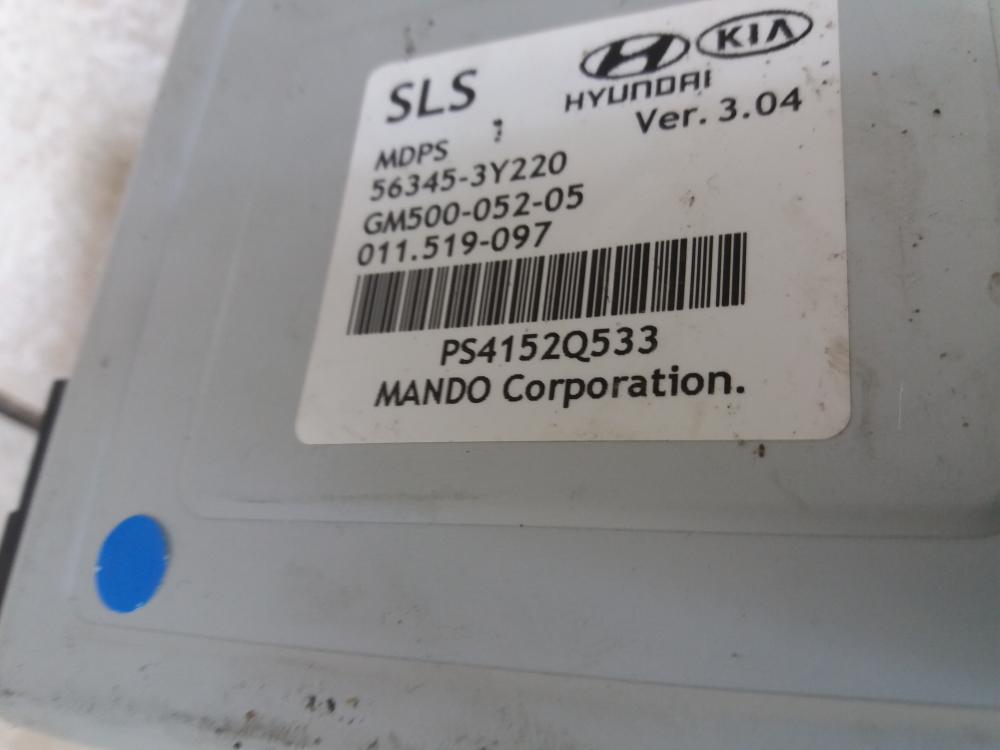 SLS
HYUNDAI
KIA
Ver. 3.04
MDPS
56345-3Y220
GM500-052-05
011.519-097
PS4152Q533
MANDO Corporation.